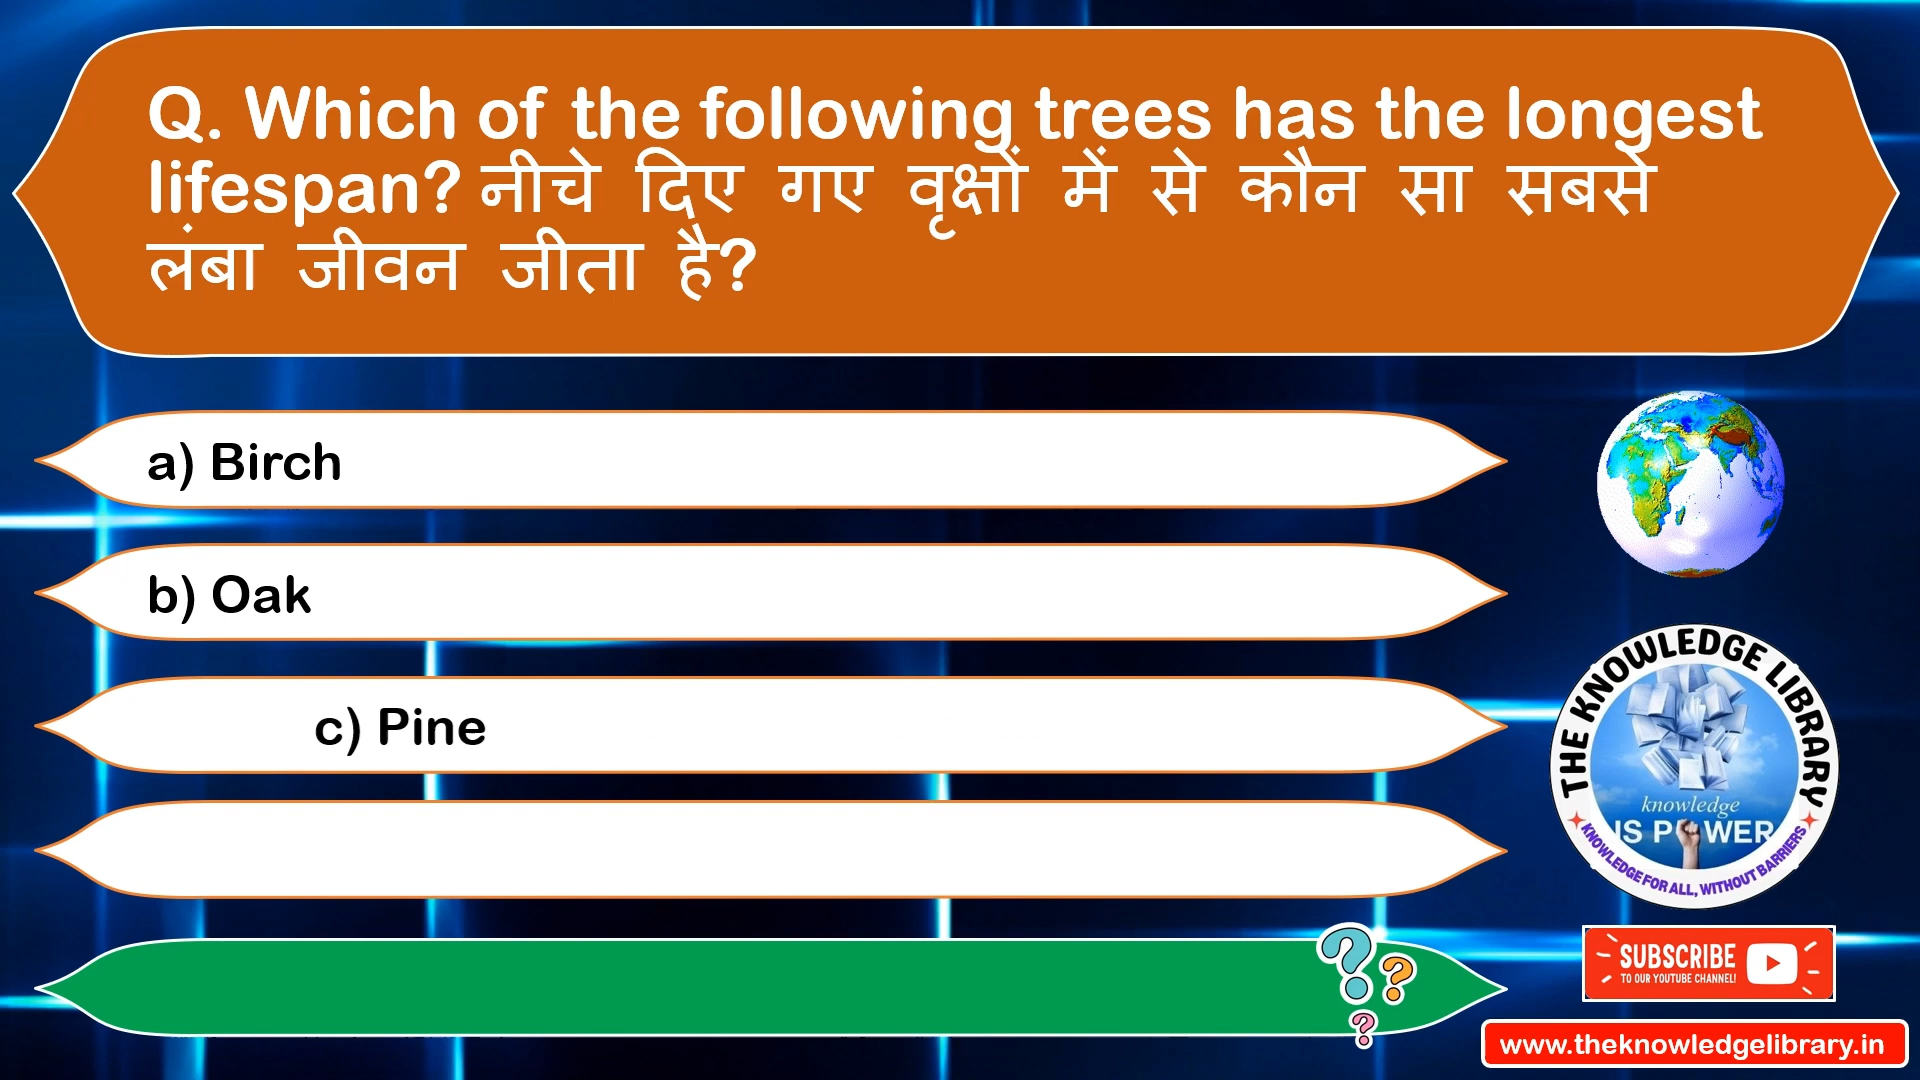 Q. Which of the following trees has the longest
lifespan? नीचे दिए गए वृक्षों में से कौन सा सबसे
लंबा जीवन जीता है?
a) Birch
b) Oak
c) Pine
THE KNOWLEDGE LIBRARY
knowledge
IS POWER
KNOWLEDGE FOR ALL, WITHOUT BARRIERS
SUBSCRIBE
TO OUR YOUTUBE CHANNEL!
www.theknowledgelibrary.in